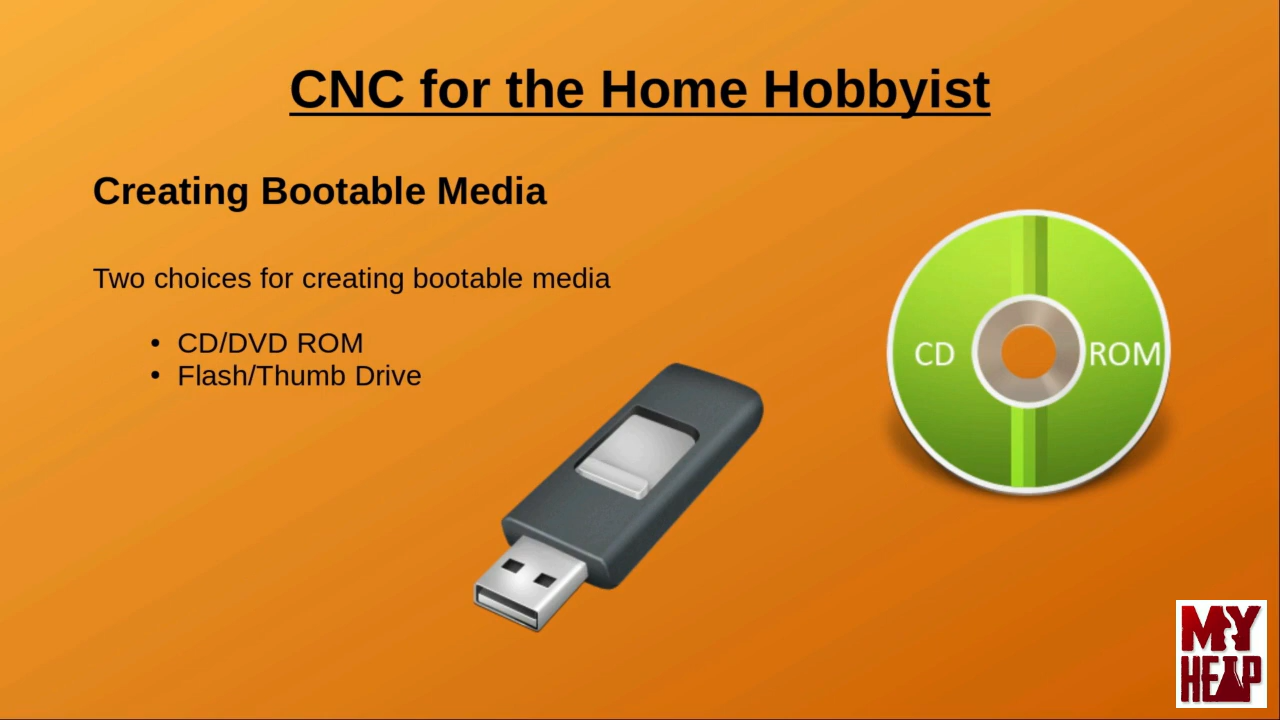 CNC for the Home Hobbyist
Creating Bootable Media
Two choices for creating bootable media
• CD/DVD ROM
• Flash/Thumb Drive
CD ROM
MY
HEAP